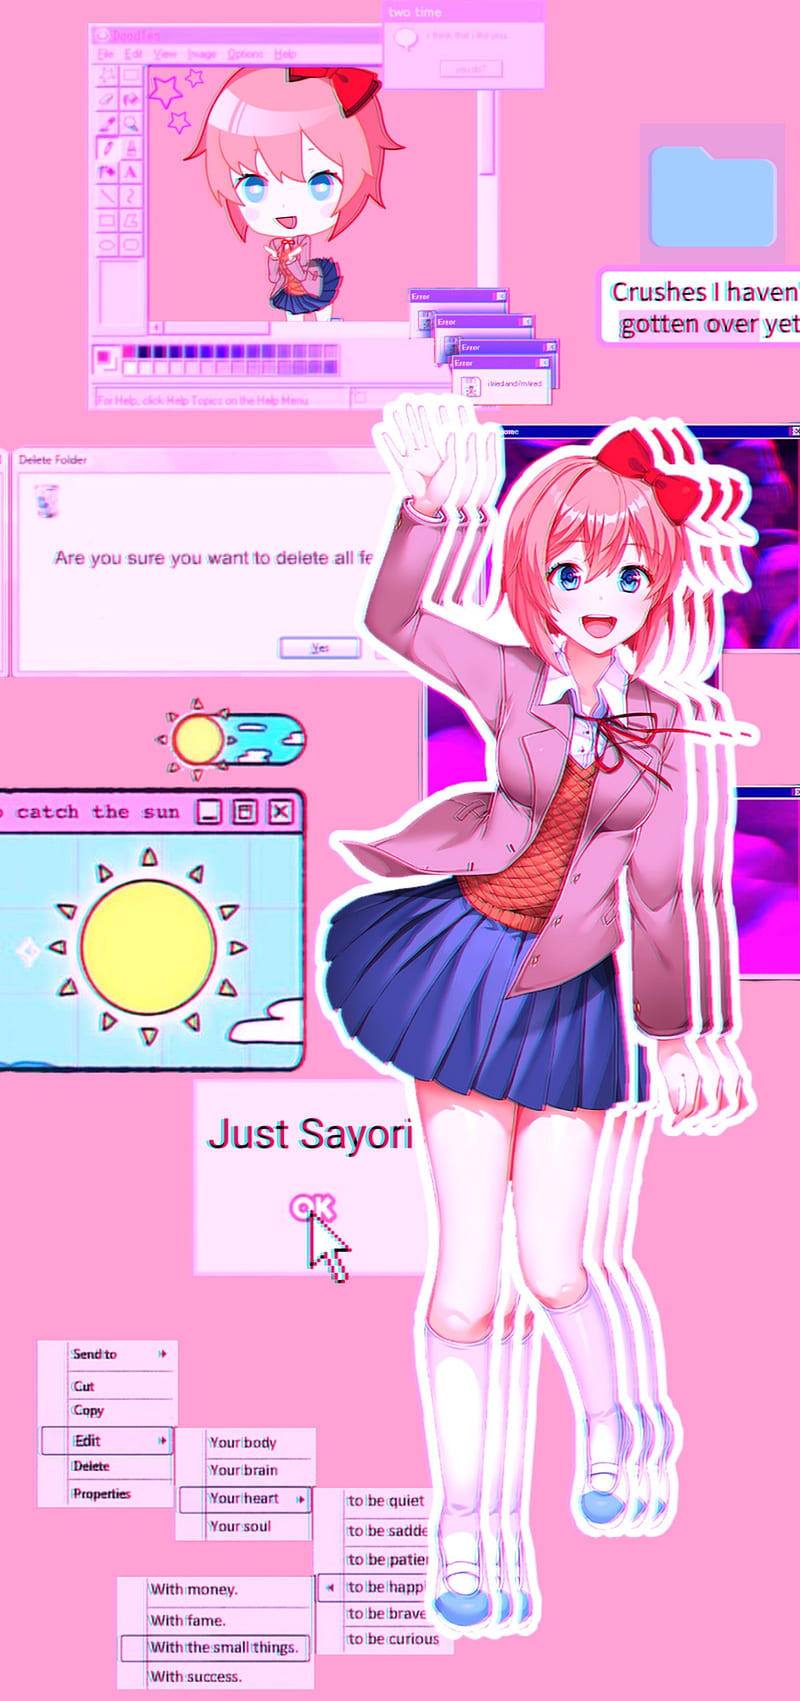 two time
Doodles
i think that i like you.
you do?
File Edit View Image Options Help
Crushes I haven'
gotten over yet
Error
Error
Error
Error
i tried and i'm tired.
For Help, click Help Topics on the Help Menu.
Delete Folder
Are you sure you want to delete all fe
Yes
catch the sun
Just Sayori
OK
Send to
Cut
Copy
Edit
Delete
Properties
Your body
Your brain
Your heart
Your soul
to be quiet
to be sadde
to be patie
to be happ
to be brave
to be curious
With money.
With fame.
With the small things.
With success.